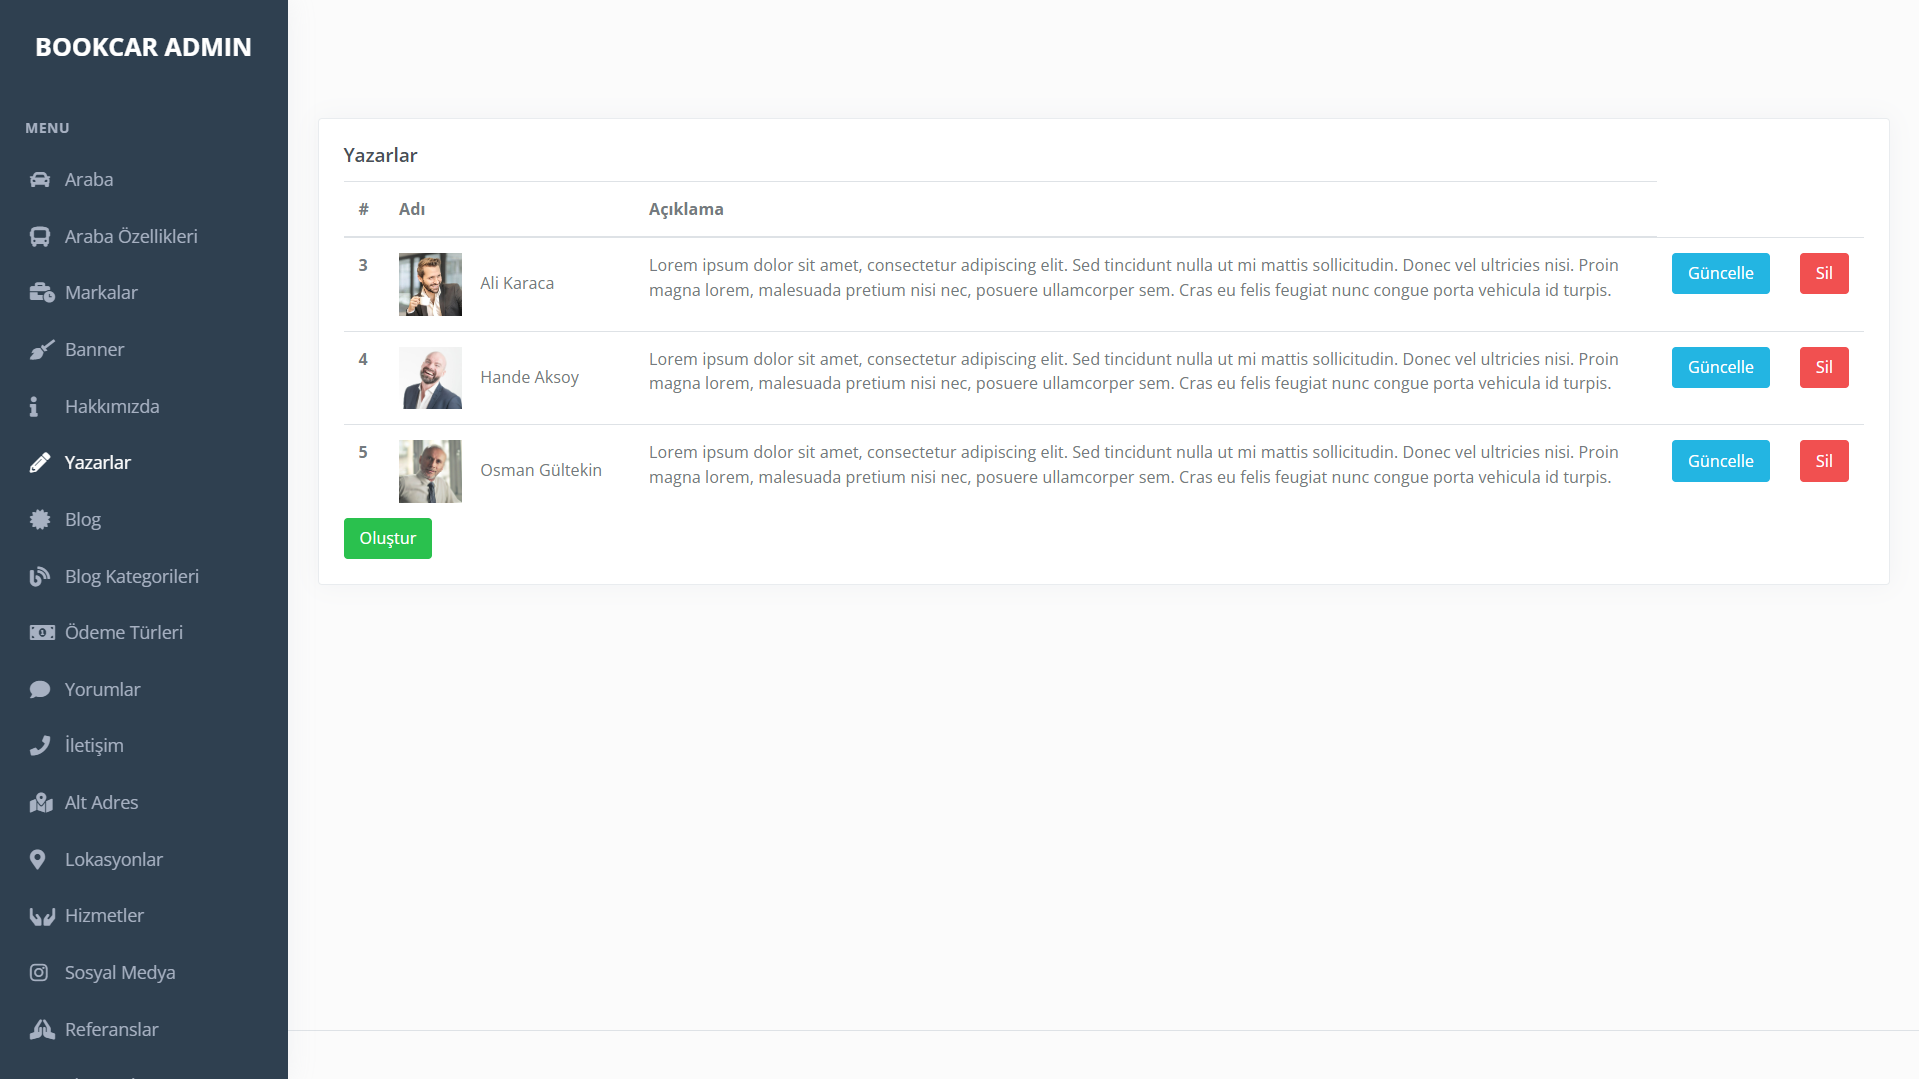 BOOKCAR ADMIN
MENU
Araba
Araba Özellikleri
Markalar
Banner
Hakkımızda
Yazarlar
Blog
Blog Kategorileri
Ödeme Türleri
Yorumlar
İletişim
Alt Adres
Lokasyonlar
Hizmetler
Sosyal Medya
Referanslar
Yazarlar
# Adı Açıklama
3 Ali Karaca Lorem ipsum dolor sit amet, consectetur adipiscing elit. Sed tincidunt nulla ut mi mattis sollicitudin. Donec vel ultricies nisi. Proin
magna lorem, malesuada pretium nisi nec, posuere ullamcorper sem. Cras eu felis feugiat nunc congue porta vehicula id turpis.
Güncelle Sil
4 Hande Aksoy Lorem ipsum dolor sit amet, consectetur adipiscing elit. Sed tincidunt nulla ut mi mattis sollicitudin. Donec vel ultricies nisi. Proin
magna lorem, malesuada pretium nisi nec, posuere ullamcorper sem. Cras eu felis feugiat nunc congue porta vehicula id turpis.
Güncelle Sil
5 Osman Gültekin Lorem ipsum dolor sit amet, consectetur adipiscing elit. Sed tincidunt nulla ut mi mattis sollicitudin. Donec vel ultricies nisi. Proin
magna lorem, malesuada pretium nisi nec, posuere ullamcorper sem. Cras eu felis feugiat nunc congue porta vehicula id turpis.
Güncelle Sil
Oluştur